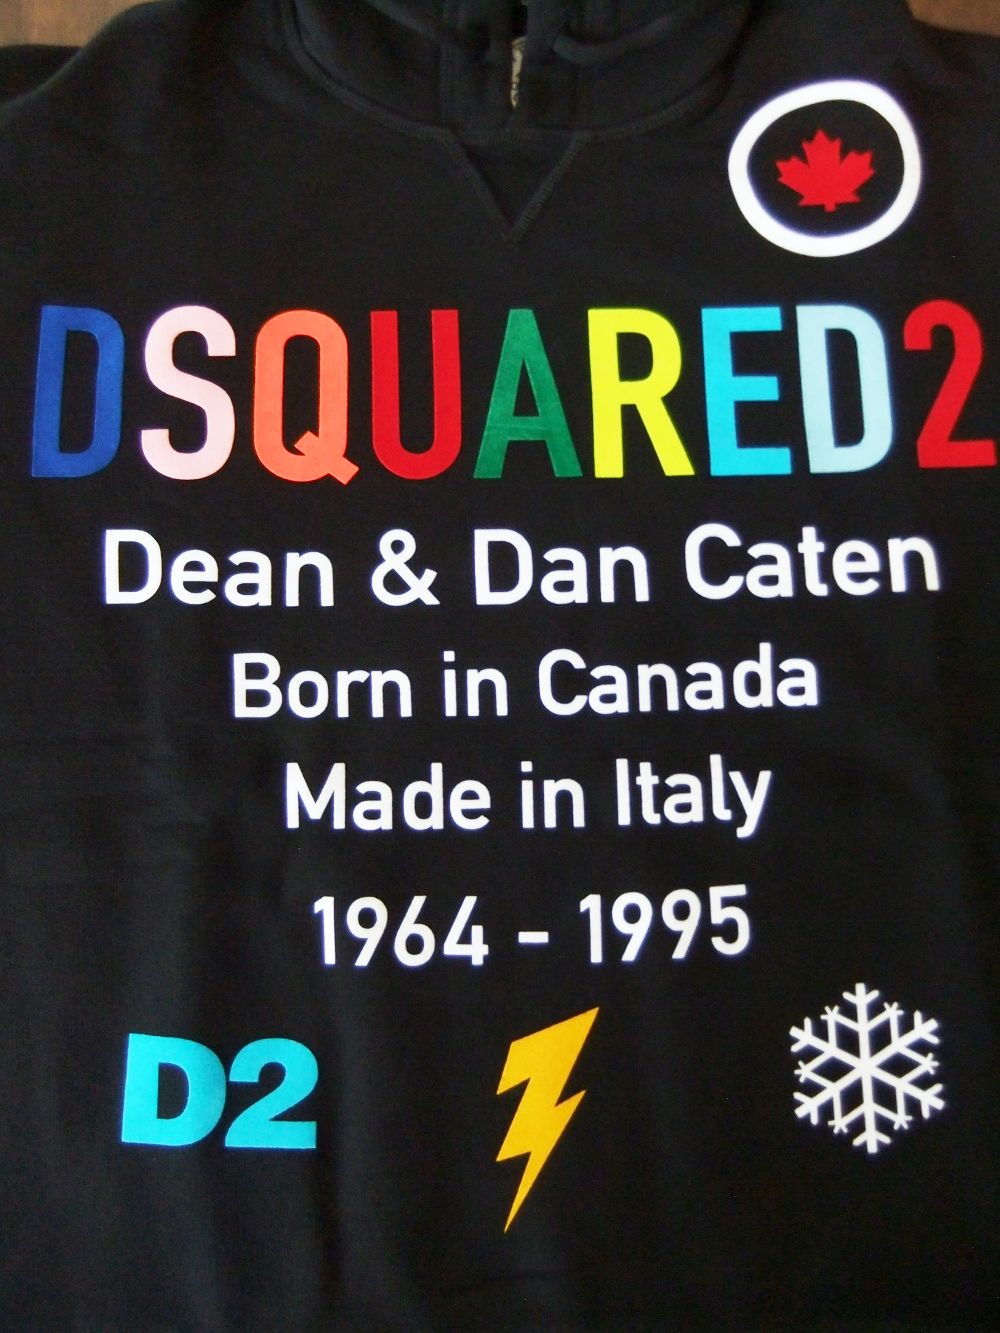 DSQUARED2
Dean & Dan Caten
Born in Canada
Made in Italy
1964 - 1995
D2